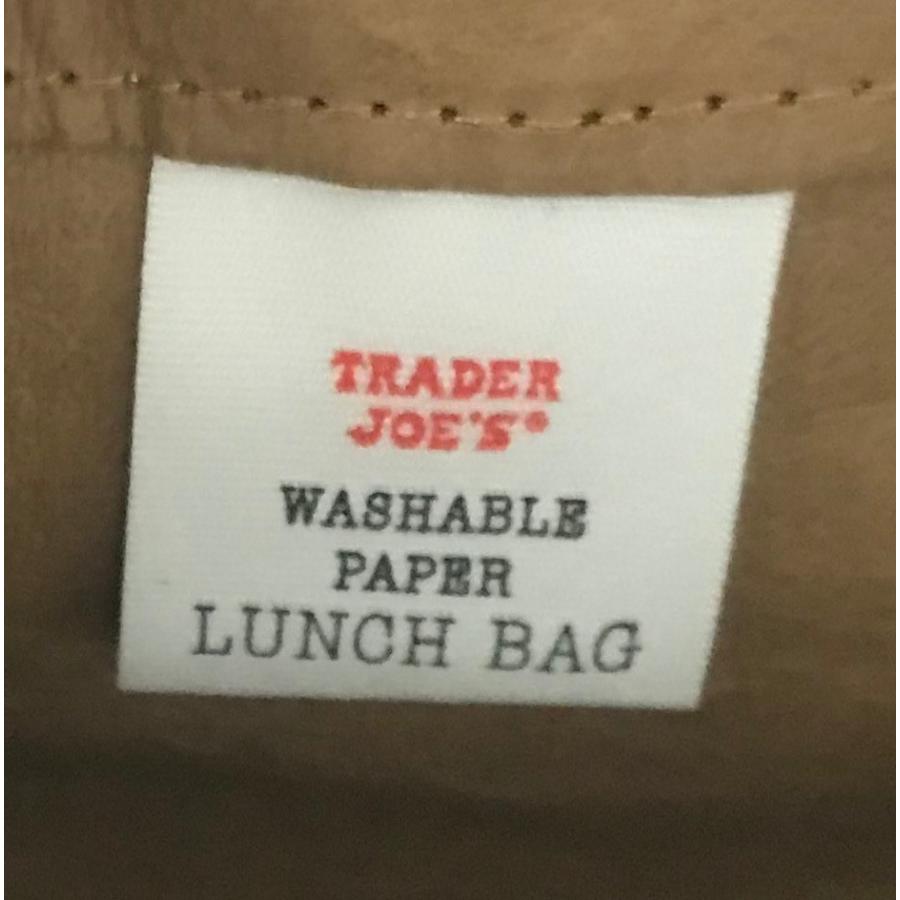 TRADER
JOE'S®
WASHABLE
PAPER
LUNCH BAG